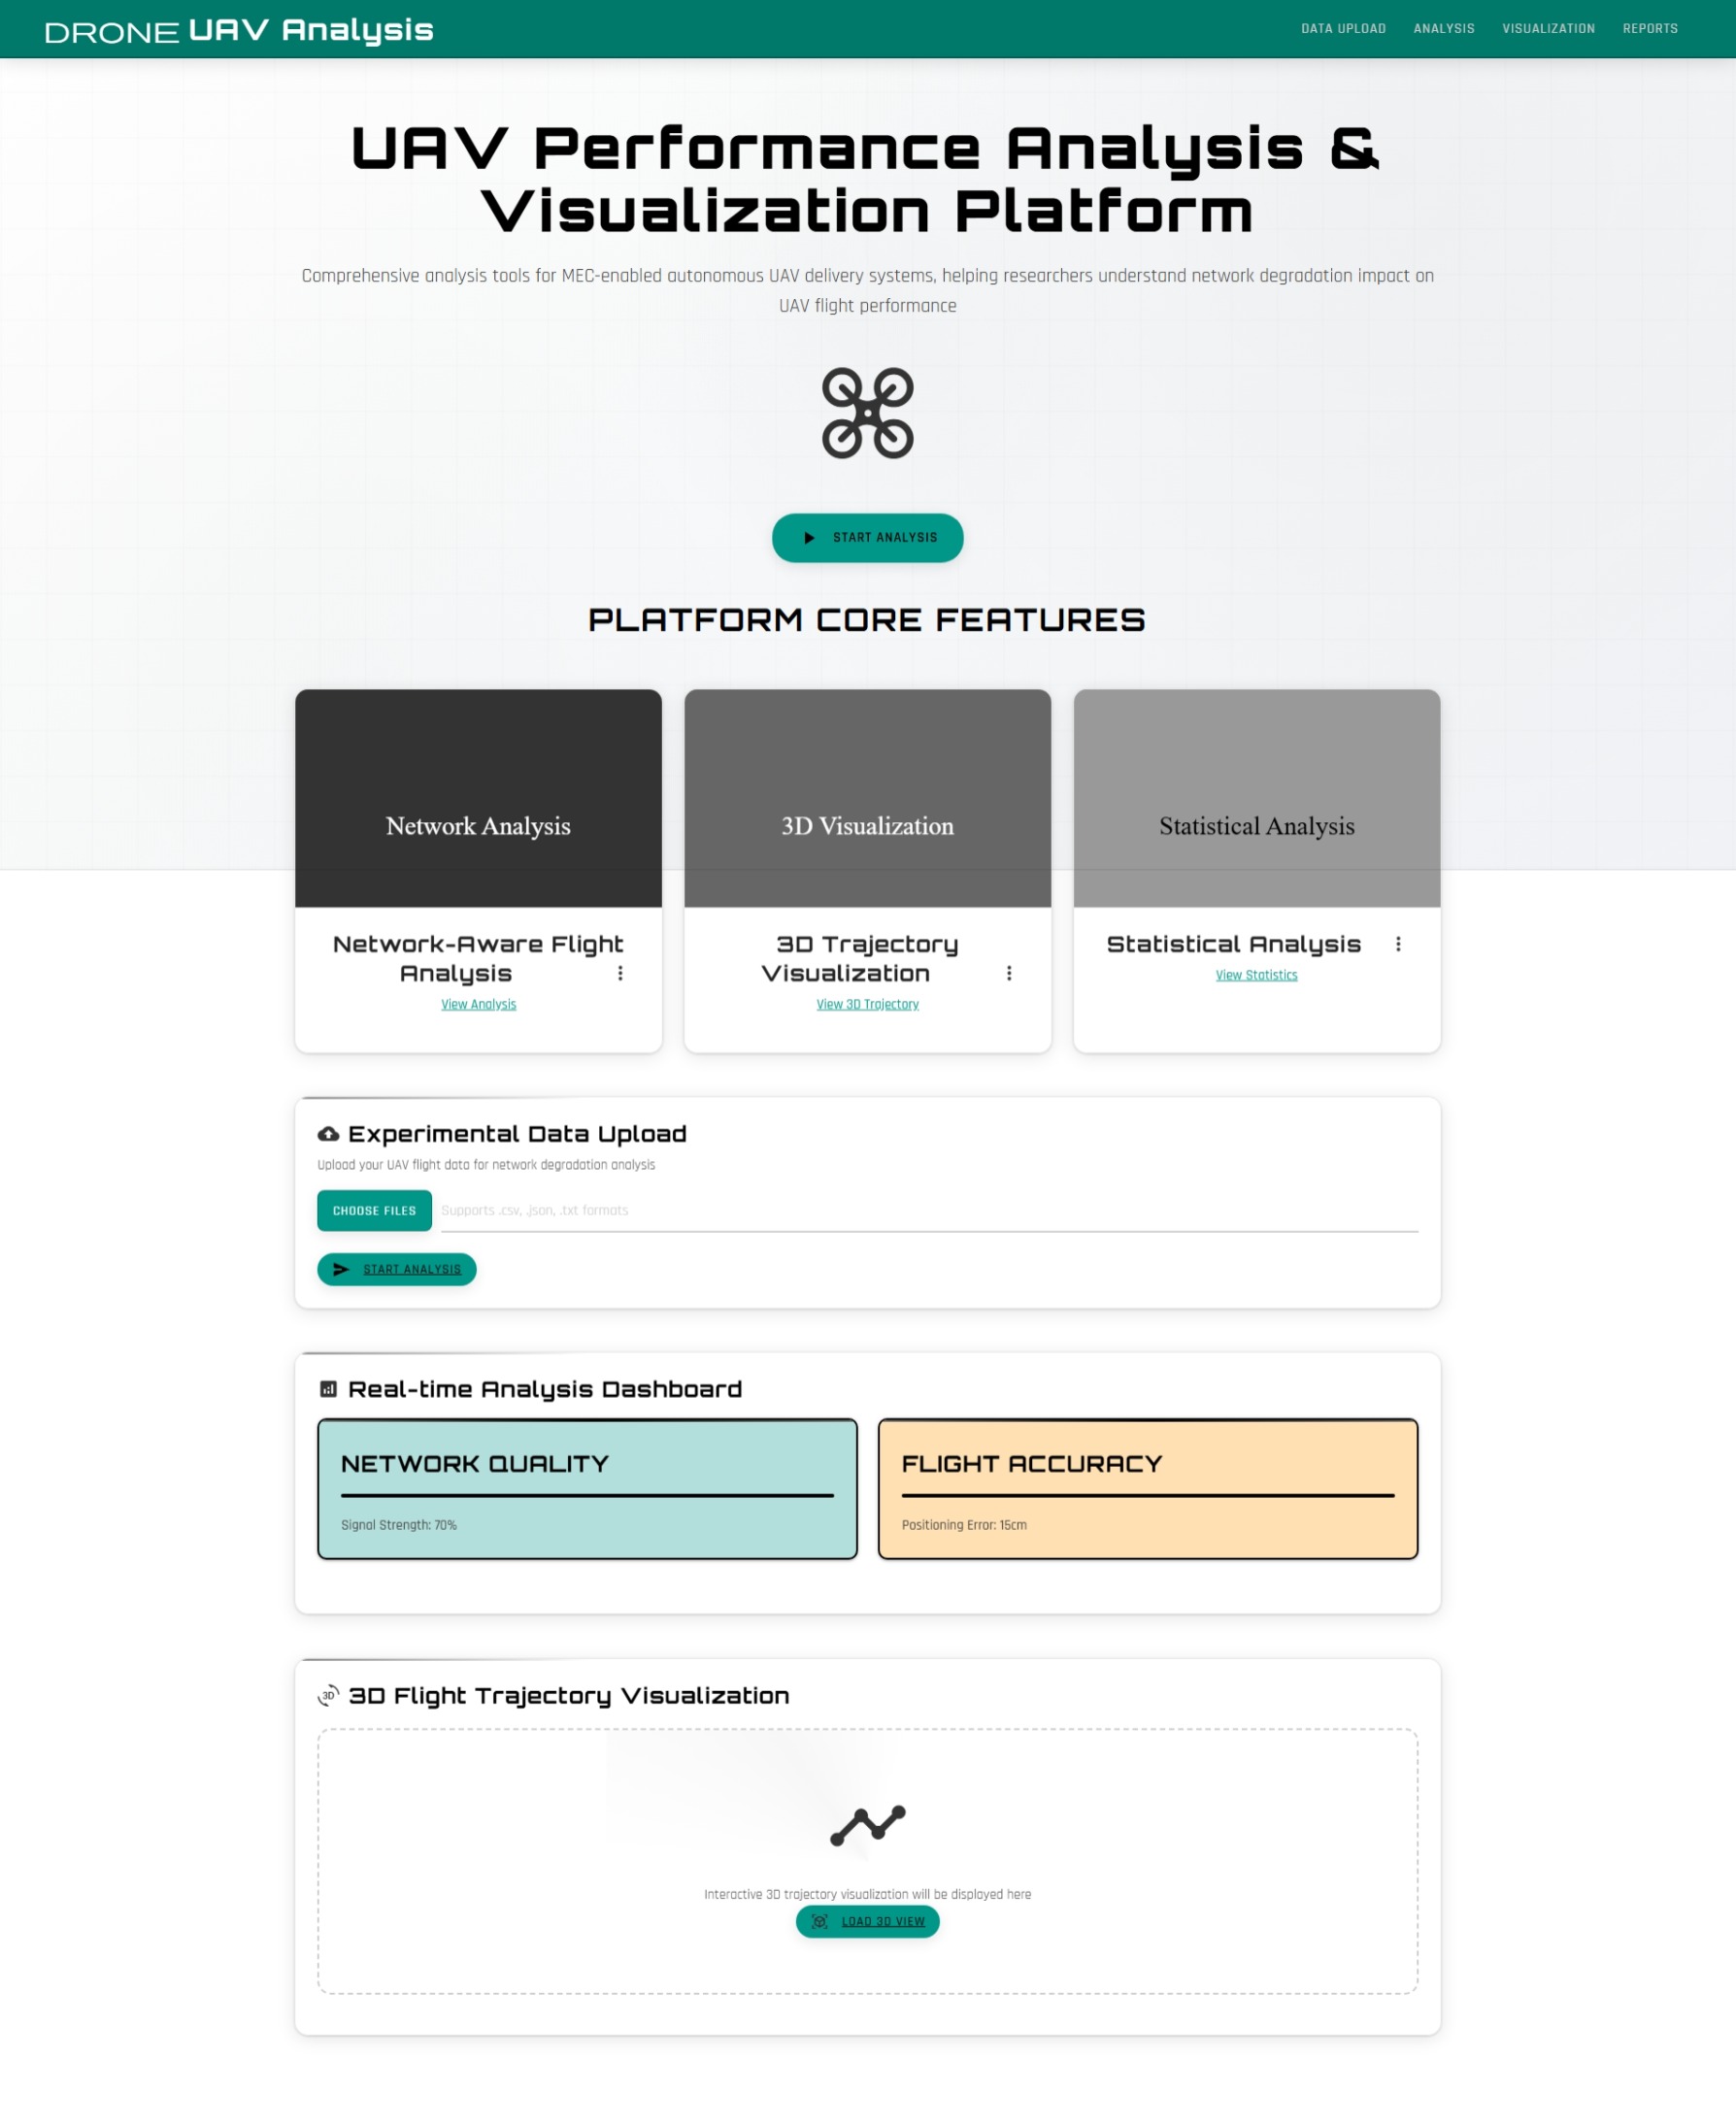 DRONE UAV Analysis
DATA UPLOAD ANALYSIS VISUALIZATION REPORTS
UAV Performance Analysis &
Visualization Platform
Comprehensive analysis tools for MEC-enabled autonomous UAV delivery systems, helping researchers understand network degradation impact on
UAV flight performance
START ANALYSIS
PLATFORM CORE FEATURES
Network Analysis
Network-Aware Flight
Analysis
View Analysis
3D Visualization
3D Trajectory
Visualization
View 3D Trajectory
Statistical Analysis
Statistical Analysis
View Statistics
Experimental Data Upload
Upload your UAV flight data for network degradation analysis
CHOOSE FILES
Supports .csv, .json, .txt formats
START ANALYSIS
Real-time Analysis Dashboard
NETWORK QUALITY
Signal Strength: 70%
FLIGHT ACCURACY
Positioning Error: 15cm
3D
3D Flight Trajectory Visualization
Interactive 3D trajectory visualization will be displayed here
LOAD 3D VIEW